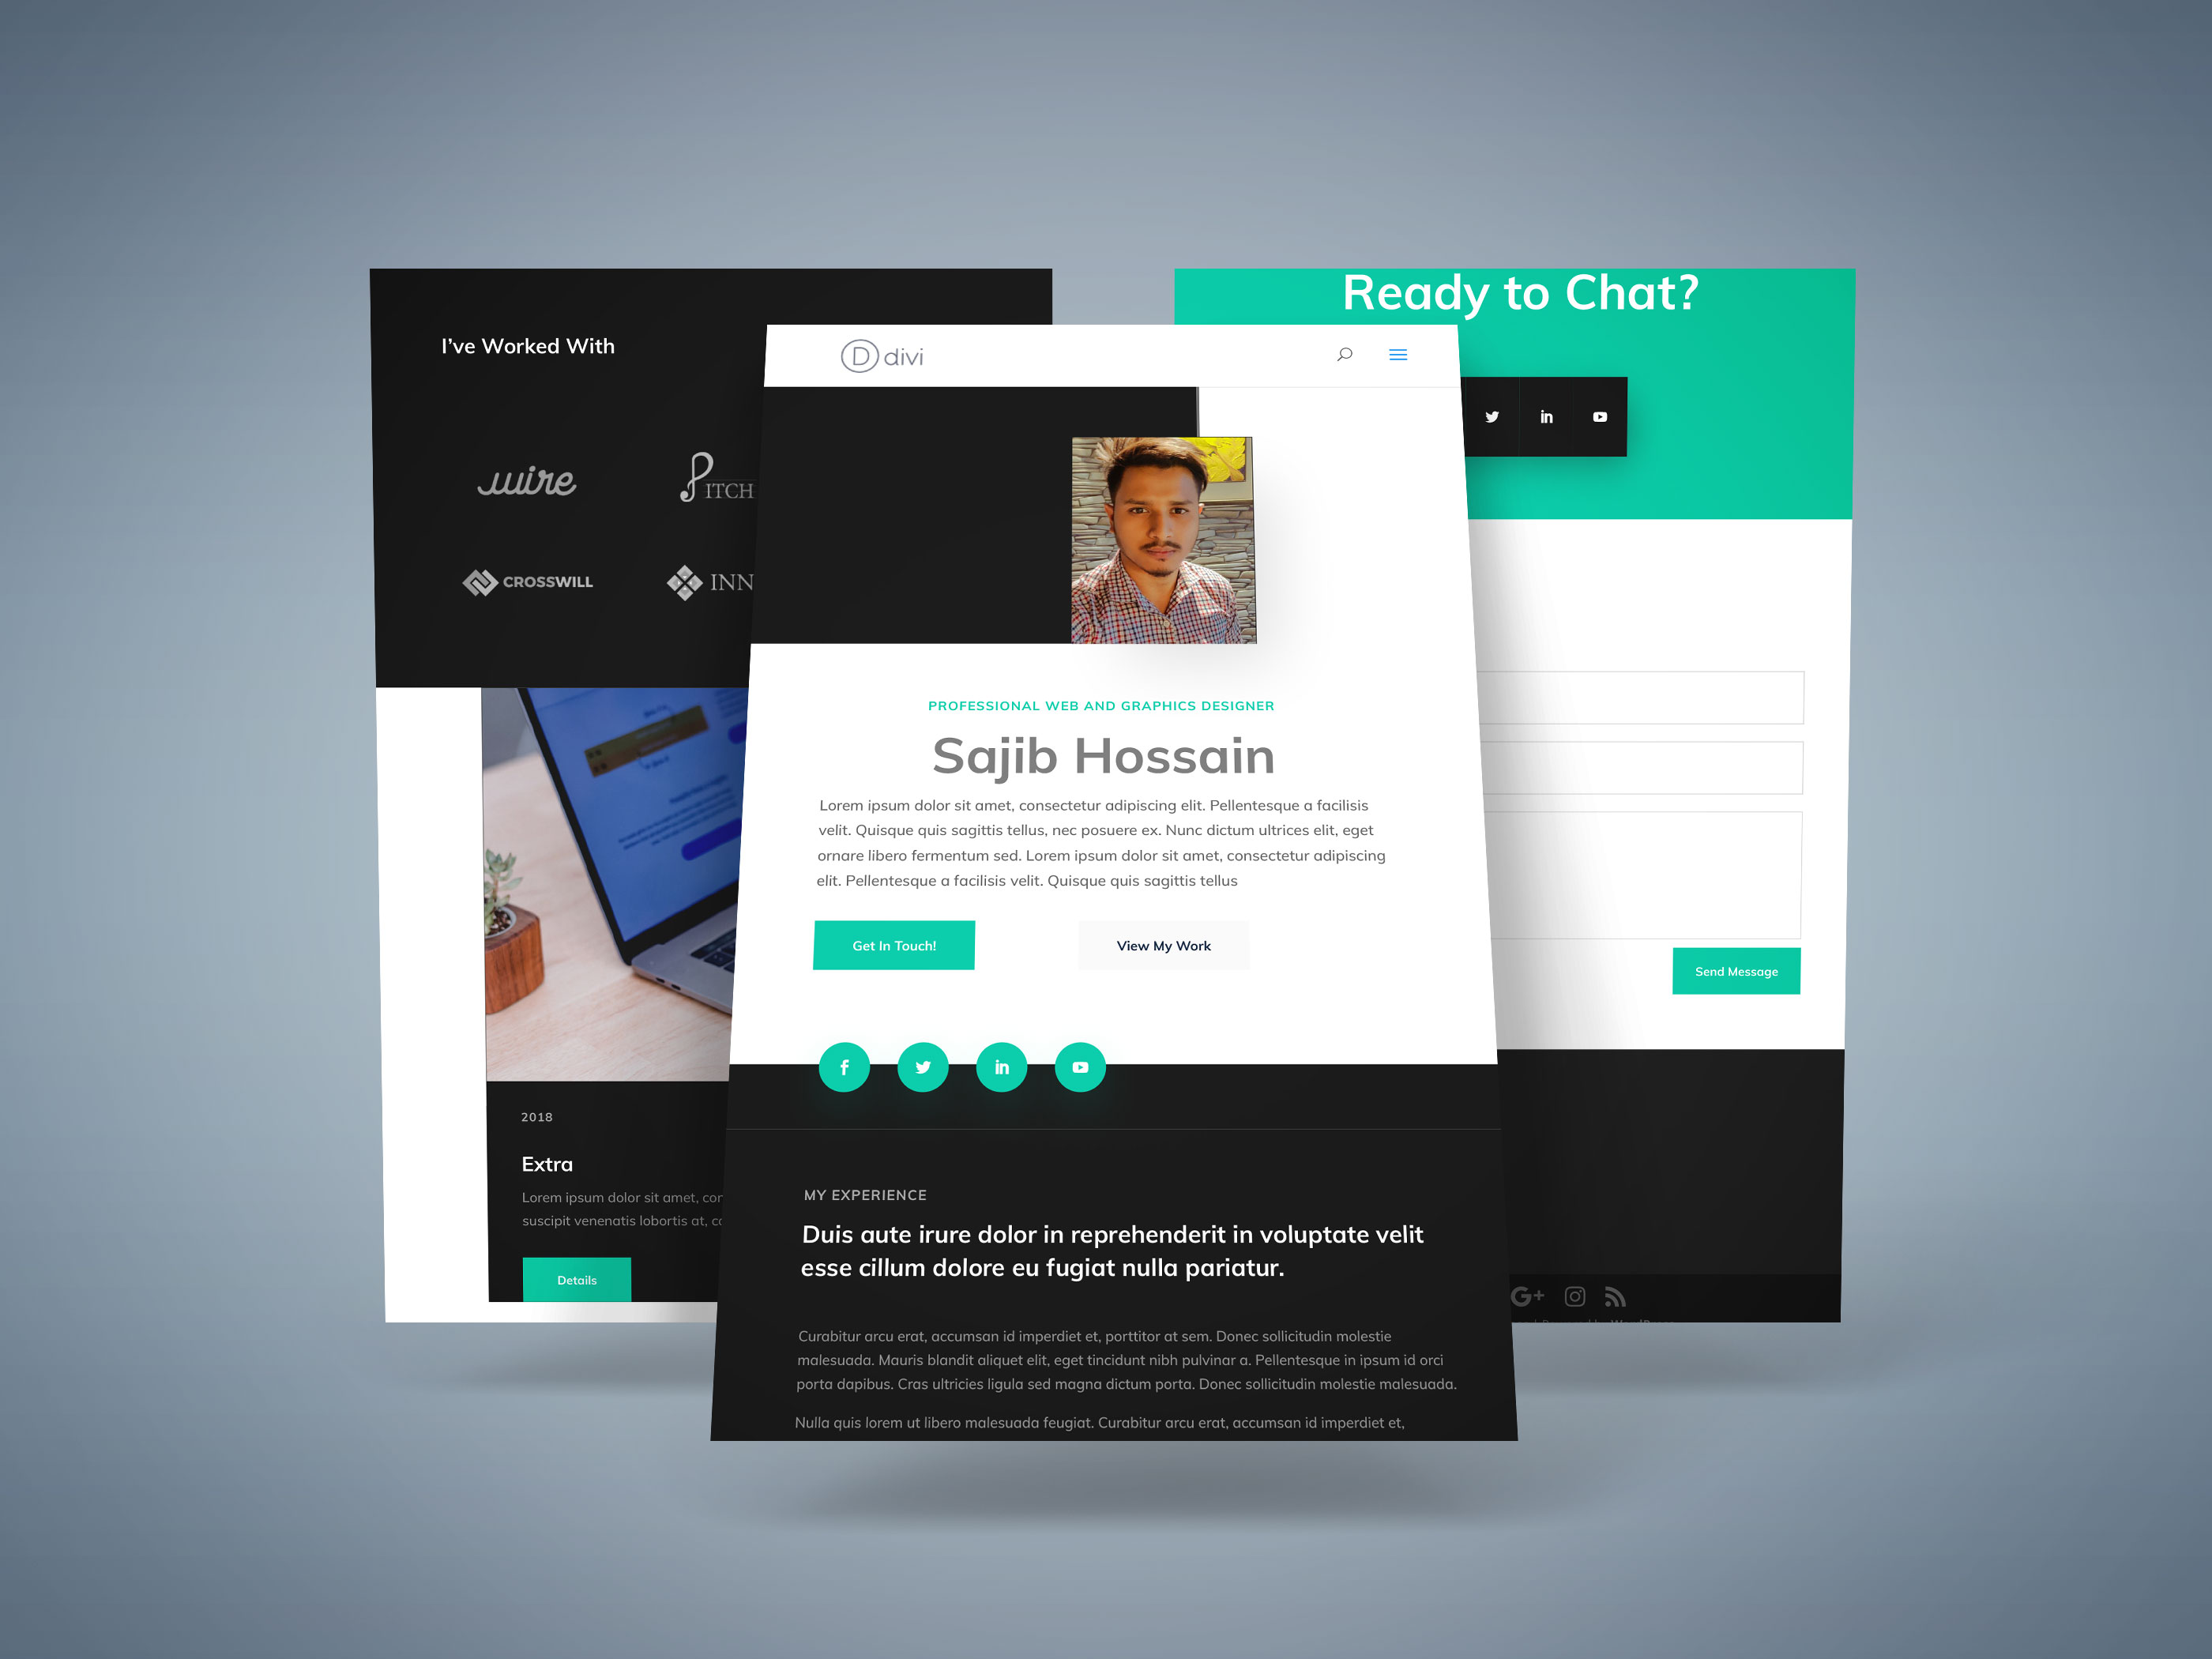 I've Worked With
wire
PITCH
CROSSWILL
INN
2018
Extra
Lorem ipsum dolor sit amet, con
suscipit venenatis lobortis at,
Details
D divi
PROFESSIONAL WEB AND GRAPHICS DESIGNER
Sajib Hossain
Lorem ipsum dolor sit amet, consectetur adipiscing elit. Pellentesque a facilisis
velit. Quisque quis sagittis tellus, nec posuere ex. Nunc dictum ultrices elit, eget
ornare libero fermentum sed. Lorem ipsum dolor sit amet, consectetur adipiscing
elit. Pellentesque a facilisis velit. Quisque quis sagittis tellus
Get In Touch!
View My Work
f
in
MY EXPERIENCE
Duis aute irure dolor in reprehenderit in voluptate velit
esse cillum dolore eu fugiat nulla pariatur.
Curabitur arcu erat, accumsan id imperdiet et, porttitor at sem. Donec sollicitudin molestie
malesuada. Mauris blandit aliquet elit, eget tincidunt nibh pulvinar a. Pellentesque in ipsum id orci
porta dapibus. Cras ultricies ligula sed magna dictum porta. Donec sollicitudin molestie malesuada.
Nulla quis lorem ut libero malesuada feugiat. Curabitur arcu erat, accumsan id imperdiet et,
Ready to Chat?
in
Send Message
G+